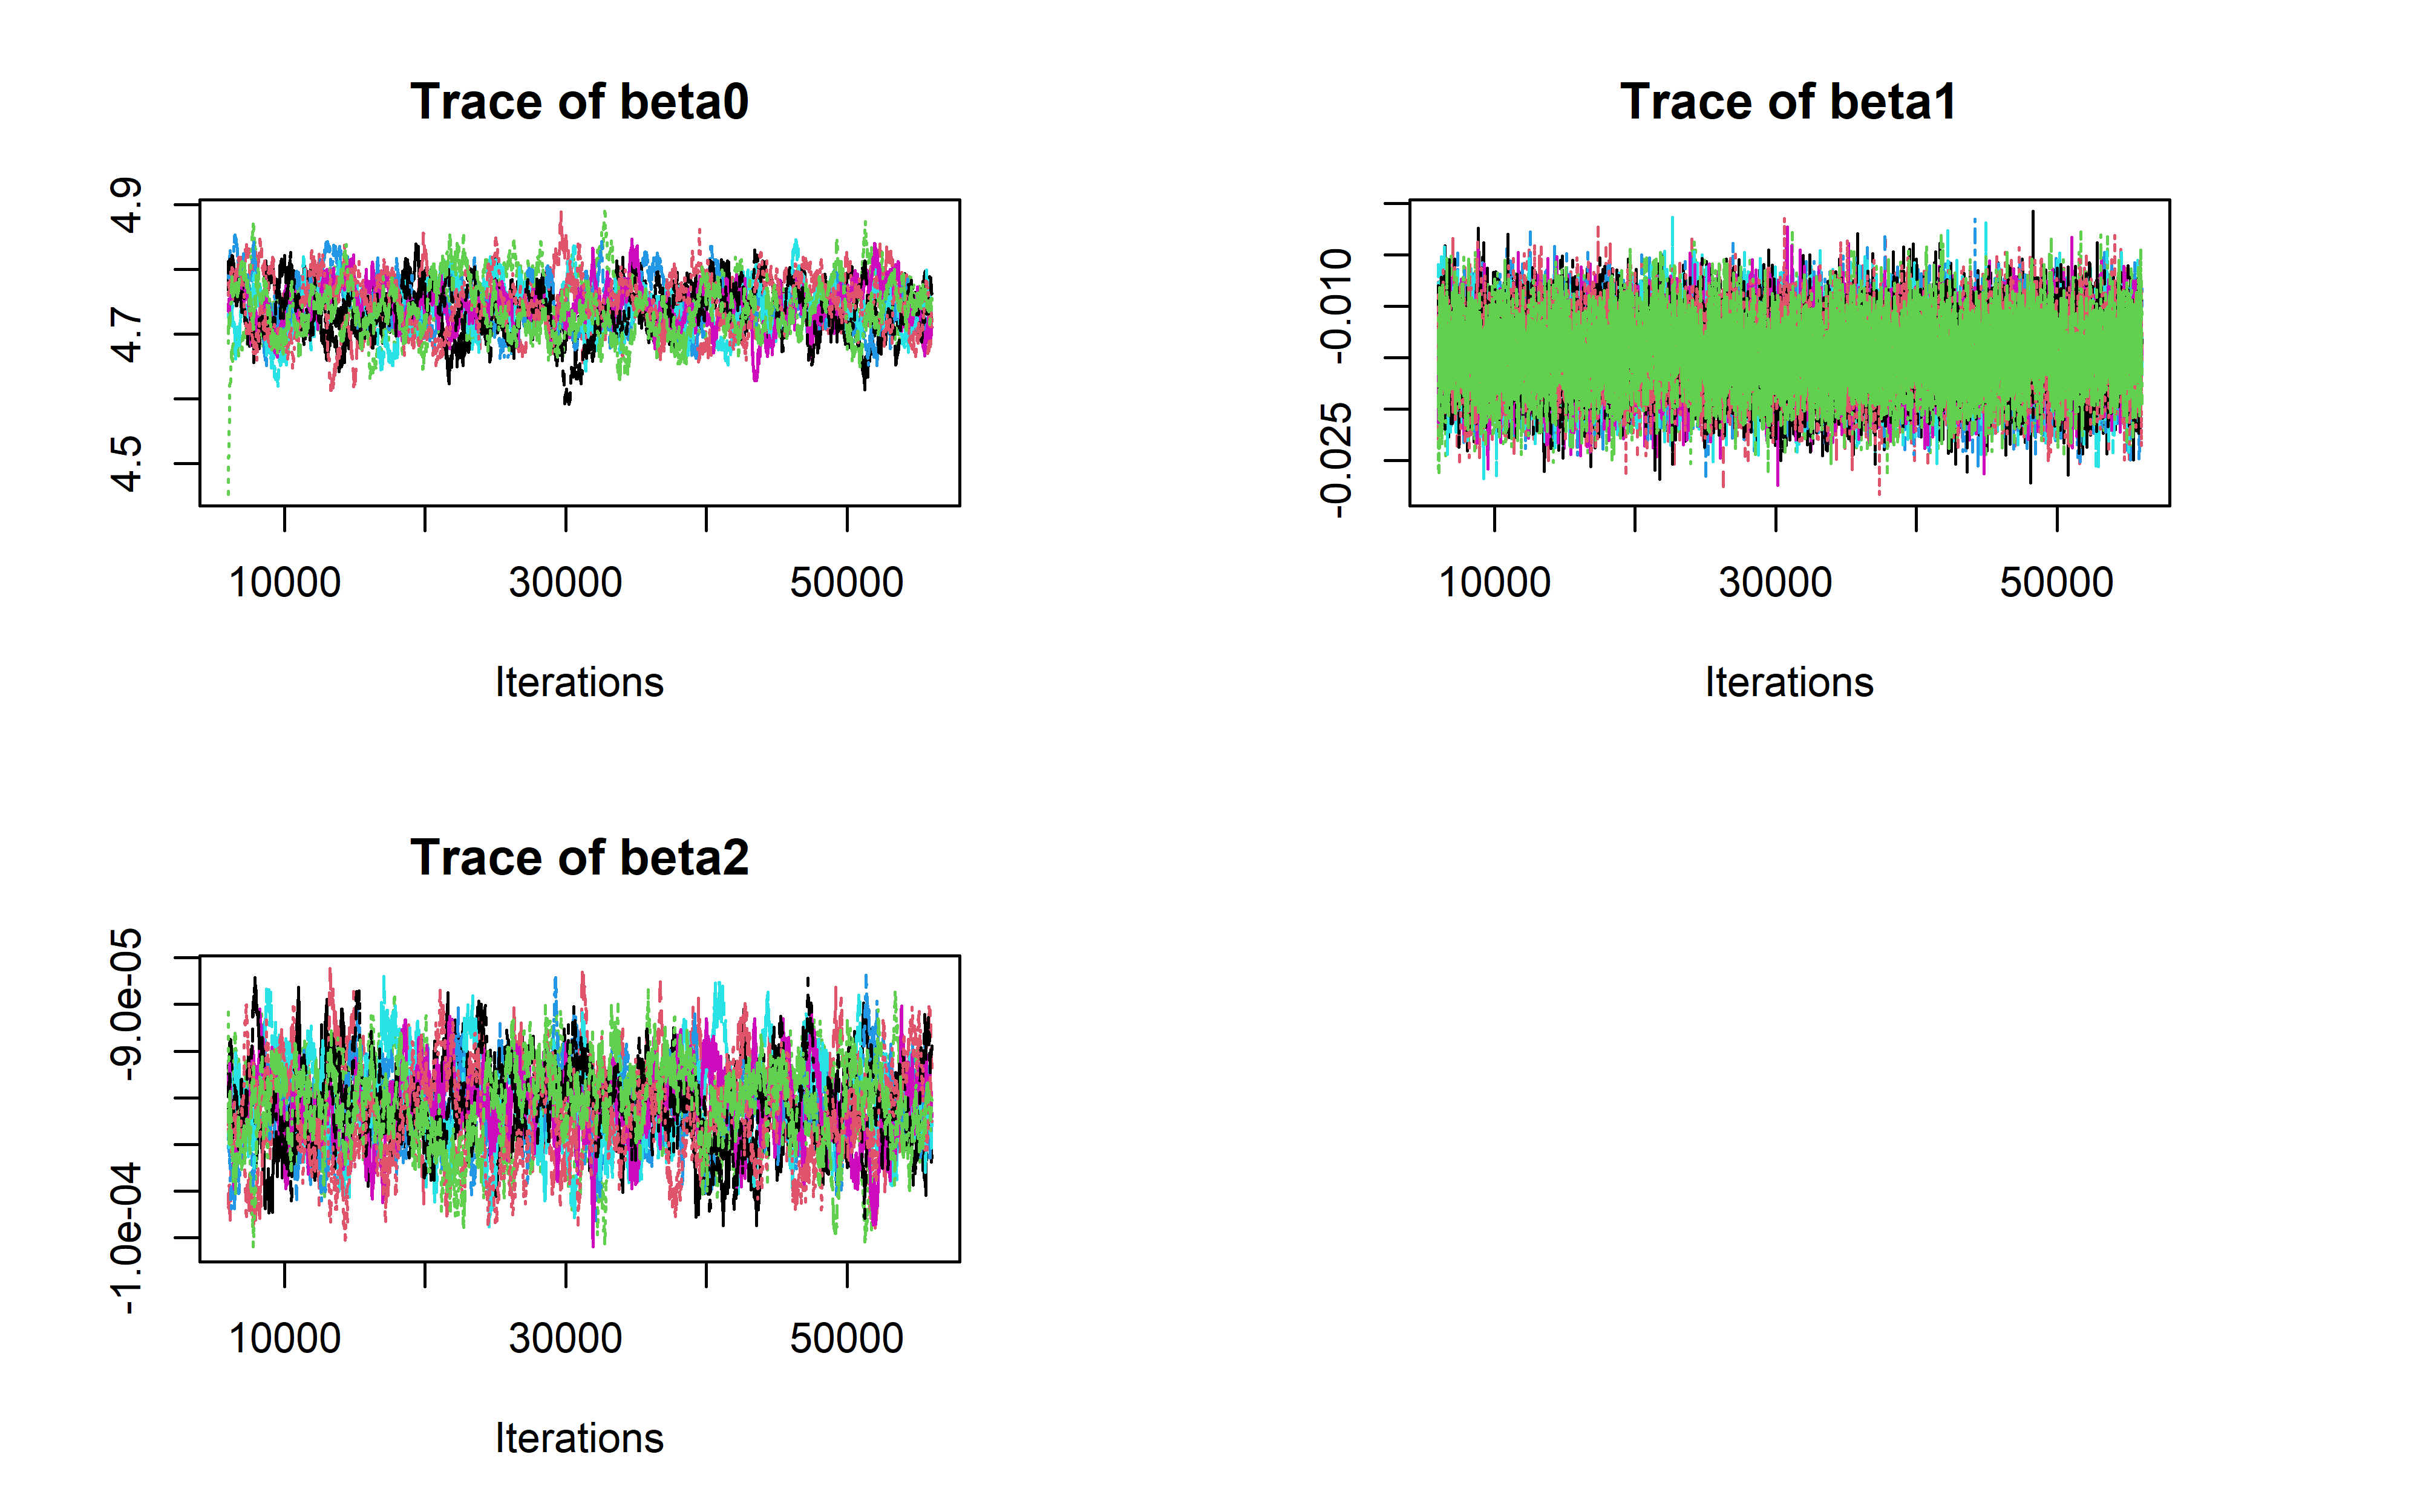 Trace of beta0
4.9
4.7
4.5
10000 30000 50000
Iterations
Trace of beta1
-0.010
-0.025
10000 30000 50000
Iterations
Trace of beta2
-9.0e-05
-1.0e-04
10000 30000 50000
Iterations